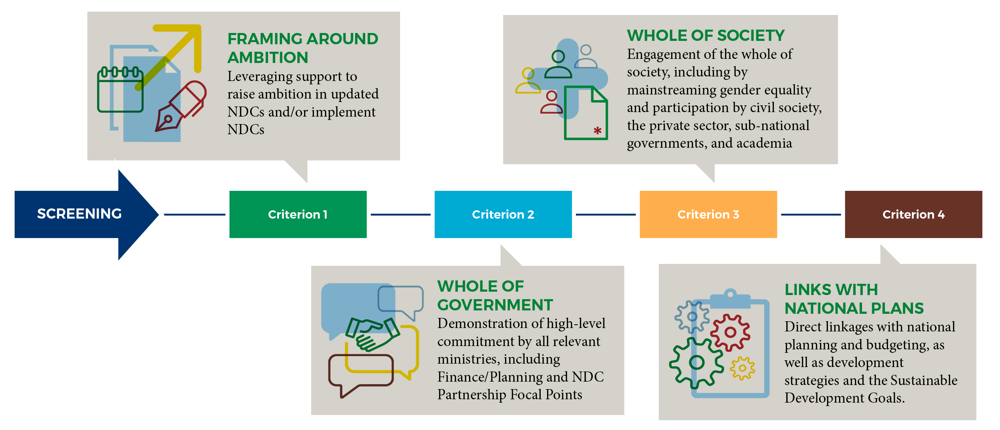 FRAMING AROUND
AMBITION
Leveraging support to
raise ambition in updated
NDCs and/or implement
NDCs
WHOLE OF SOCIETY
Engagement of the whole of
society, including by
mainstreaming gender equality
and participation by civil society,
the private sector, sub-national
governments, and academia
*
SCREENING
Criterion 1
Criterion 2
Criterion 3
Criterion 4
WHOLE OF
GOVERNMENT
Demonstration of high-level
commitment by all relevant
ministries, including
Finance/Planning and NDC
Partnership Focal Points
LINKS WITH
NATIONAL PLANS
Direct linkages with national
planning and budgeting, as
well as development
strategies and the Sustainable
Development Goals.